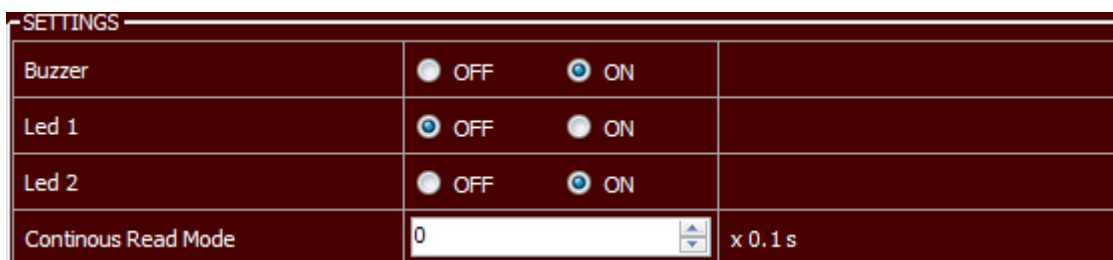 SETTINGS
Buzzer OFF ON
Led 1 OFF ON
Led 2 OFF ON
Continous Read Mode 0 x 0.1 s